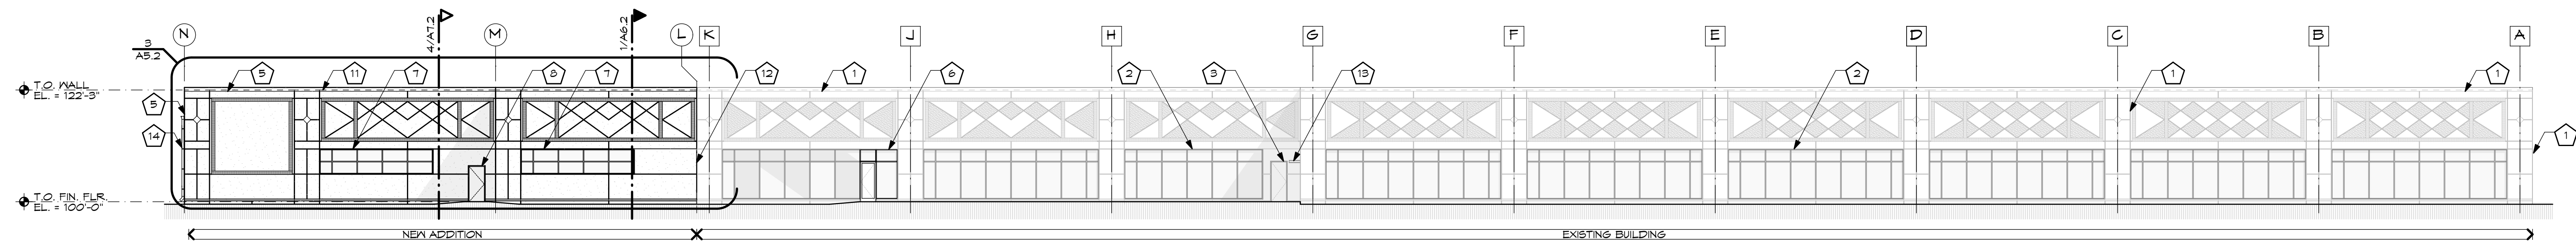 4/A7.2
1/A6.2
N
M
L
K
J
H
G
F
E
D
C
B
A
3
A5.2
5
11
7
8
7
12
1
6
2
3
13
2
1
1
T.O. WALL
EL. = 122'-3"
5
14
1
T.O. FIN. FLR.
EL. = 100'-0"
NEW ADDITION
EXISTING BUILDING